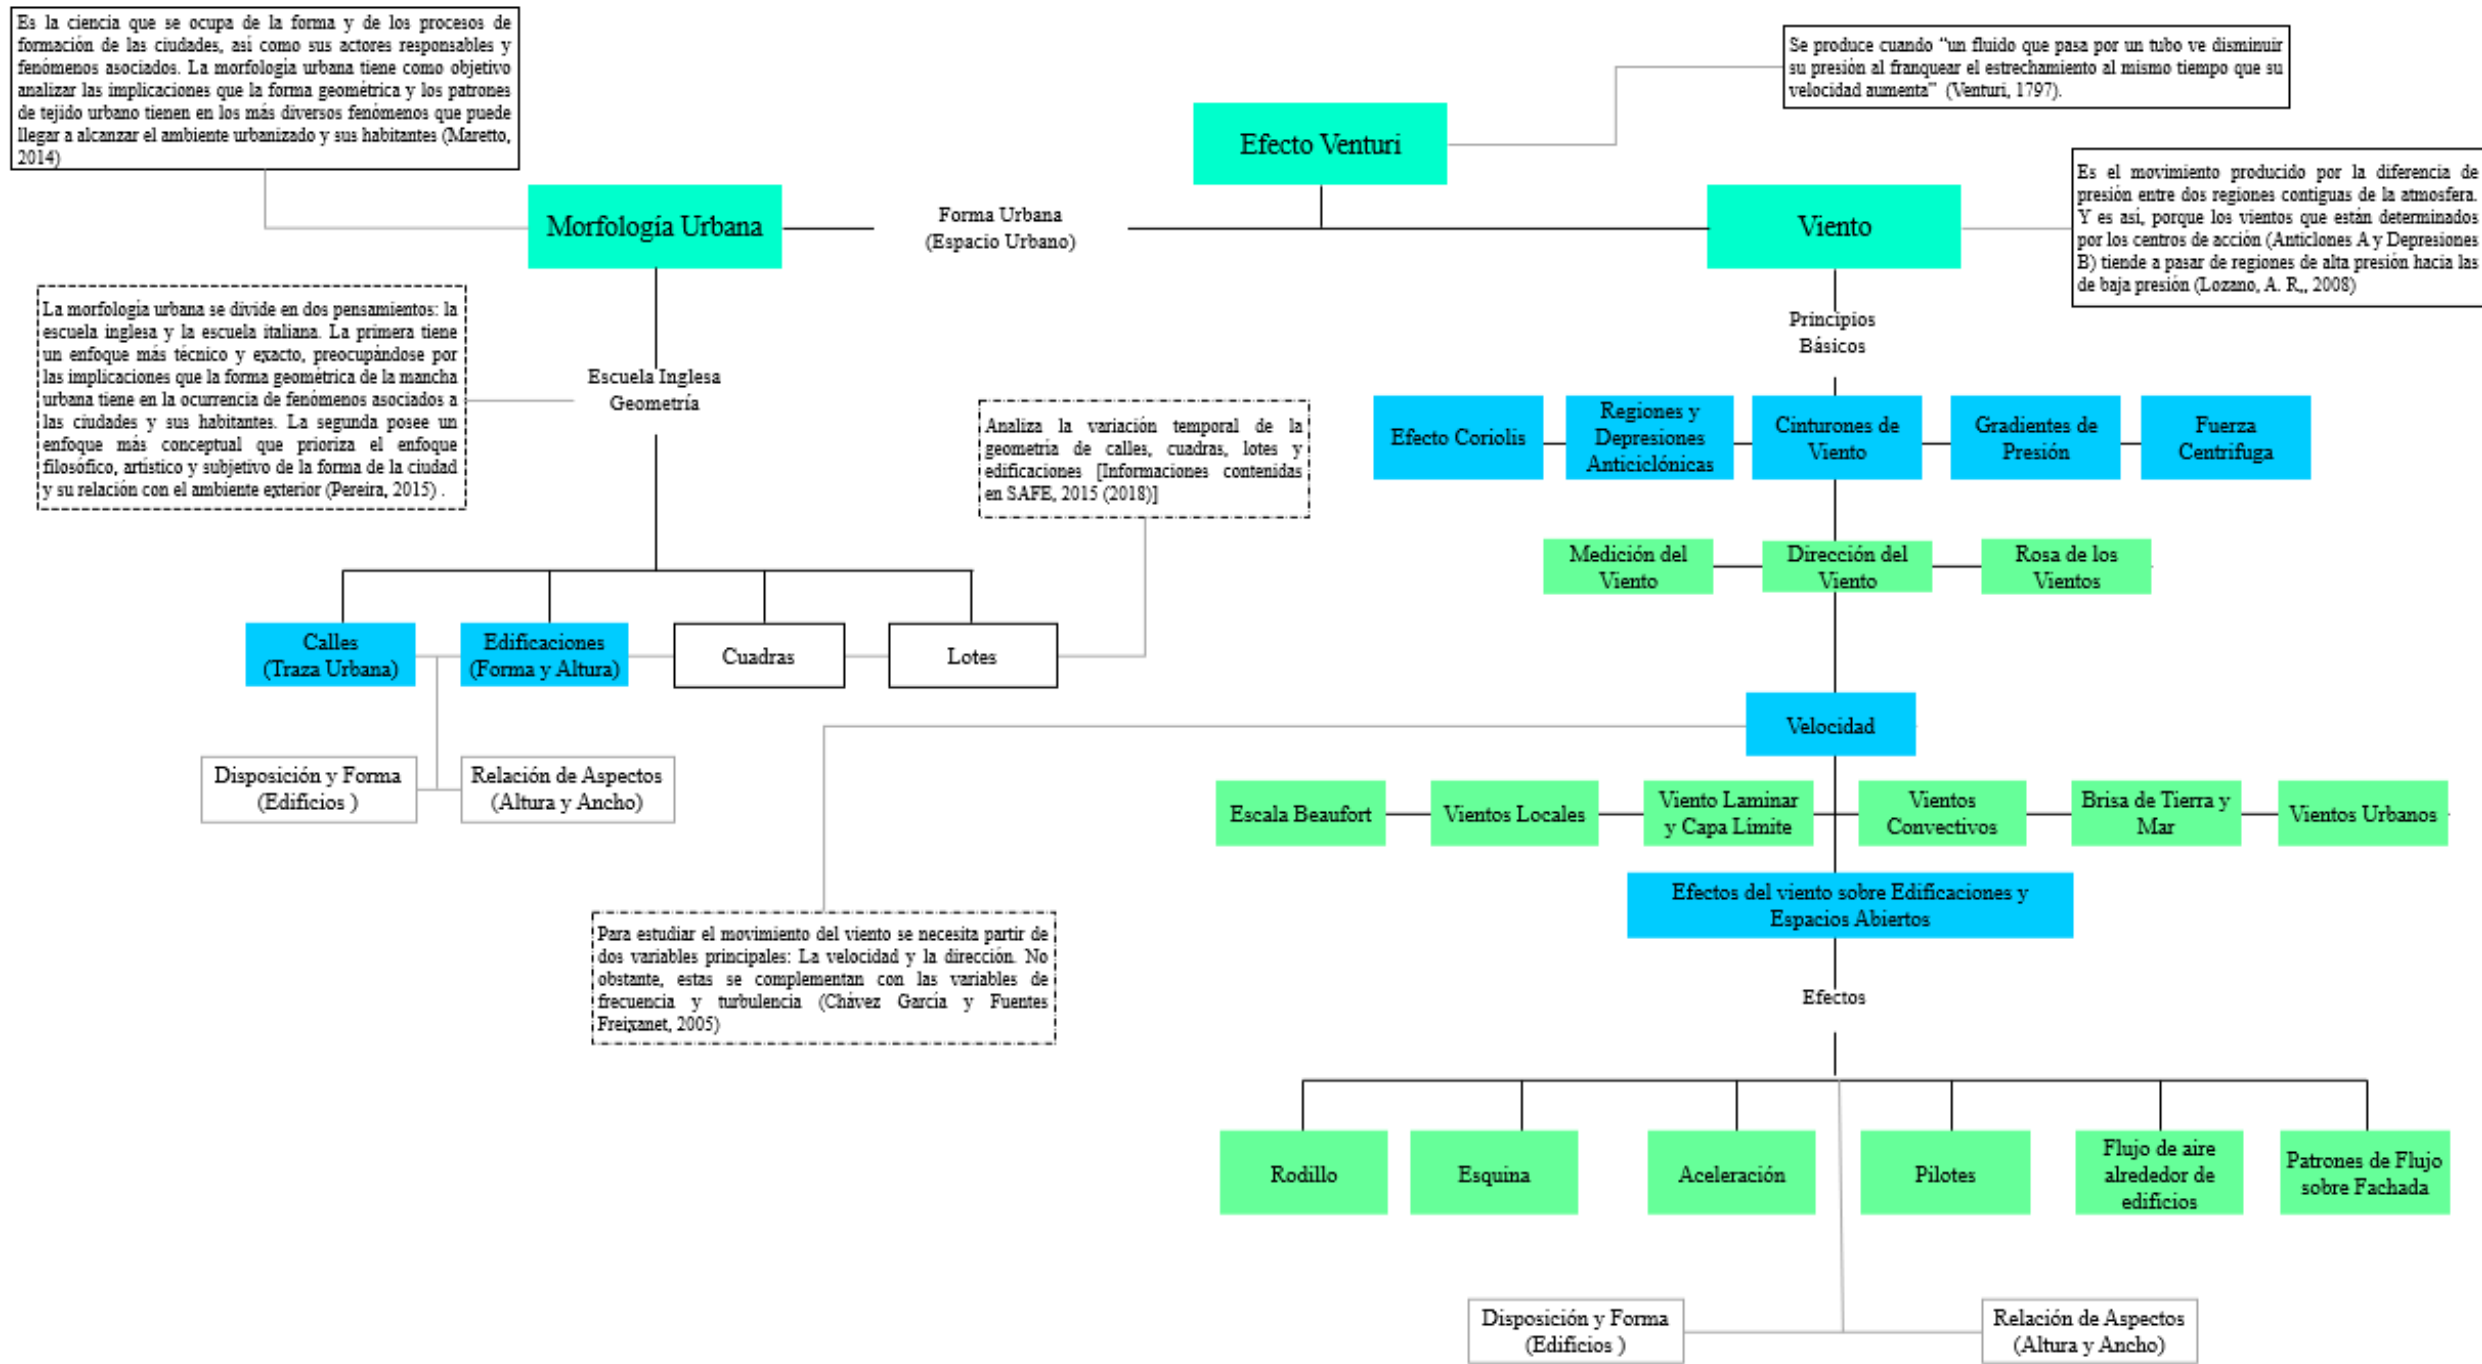 Es la ciencia que se ocupa de la forma y de los procesos de
formación de las ciudades, así como sus actores responsables y
fenómenos asociados. La morfología urbana tiene como objetivo
analizar las implicaciones que la forma geométrica y los patrones
de tejido urbano tienen en los más diversos fenómenos que puede
llegar a alcanzar el ambiente urbanizado y sus habitantes (Maretto,
2014)
Se produce cuando “un fluido que pasa por un tubo ve disminuir
su presión al franquear el estrechamiento al mismo tiempo que su
velocidad aumenta” (Venturi, 1797).
Efecto Venturi
Es el movimiento producido por la diferencia de
presión entre dos regiones contiguas de la atmosfera.
Y es así, porque los vientos que están determinados
por los centros de acción (Anticlones A y Depresiones
B) tiende a pasar de regiones de alta presión hacia las
de baja presión (Lozano, A. R,, 2008)
Morfología Urbana
Forma Urbana
(Espacio Urbano)
Viento
La morfología urbana se divide en dos pensamientos: la
escuela inglesa y la escuela italiana. La primera tiene
un enfoque más técnico y exacto, preocupándose por
las implicaciones que la forma geométrica de la mancha
urbana tiene en la ocurrencia de fenómenos asociados a
las ciudades y sus habitantes. La segunda posee un
enfoque más conceptual que prioriza el enfoque
filosófico, artístico y subjetivo de la forma de la ciudad
y su relación con el ambiente exterior (Pereira, 2015) .
Escuela Inglesa
Geometría
Principios
Básicos
Analiza la variación temporal de la
geometría de calles, cuadras, lotes y
edificaciones [Informaciones contenidas
en SAFE, 2015 (2018)]
Efecto Coriolis
Regiones y
Depresiones
Anticiclónicas
Cinturones de
Viento
Gradientes de
Presión
Fuerza
Centrifuga
Medición del
Viento
Dirección del
Viento
Rosa de los
Vientos
Calles
(Traza Urbana)
Edificaciones
(Forma y Altura)
Cuadras
Lotes
Velocidad
Disposición y Forma
(Edificios )
Relación de Aspectos
(Altura y Ancho)
Escala Beaufort
Vientos Locales
Viento Laminar
y Capa Límite
Vientos
Convectivos
Brisa de Tierra y
Mar
Vientos Urbanos
Efectos del viento sobre Edificaciones y
Espacios Abiertos
Para estudiar el movimiento del viento se necesita partir de
dos variables principales: La velocidad y la dirección. No
obstante, estas se complementan con las variables de
frecuencia y turbulencia (Chávez García y Fuentes
Freixanet, 2005)
Efectos
Rodillo
Esquina
Aceleración
Pilotes
Flujo de aire
alrededor de
edificios
Patrones de Flujo
sobre Fachada
Disposición y Forma
(Edificios )
Relación de Aspectos
(Altura y Ancho)